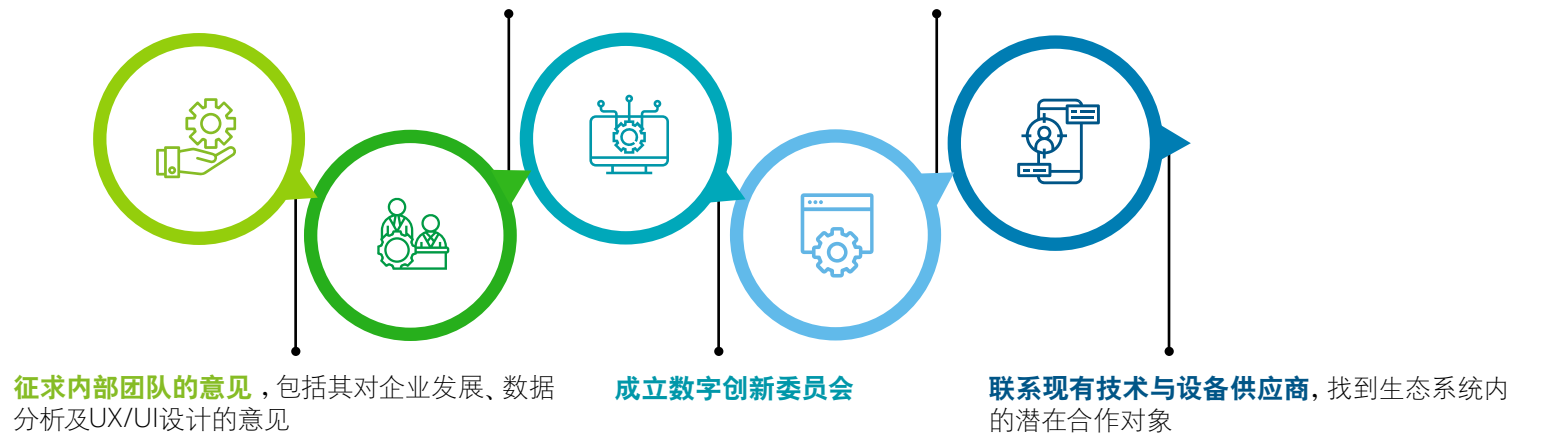 征求内部团队的意见，包括其对企业发展、数据
分析及UX/UI设计的意见
成立数字创新委员会
联系现有技术与设备供应商，找到生态系统内
的潜在合作对象